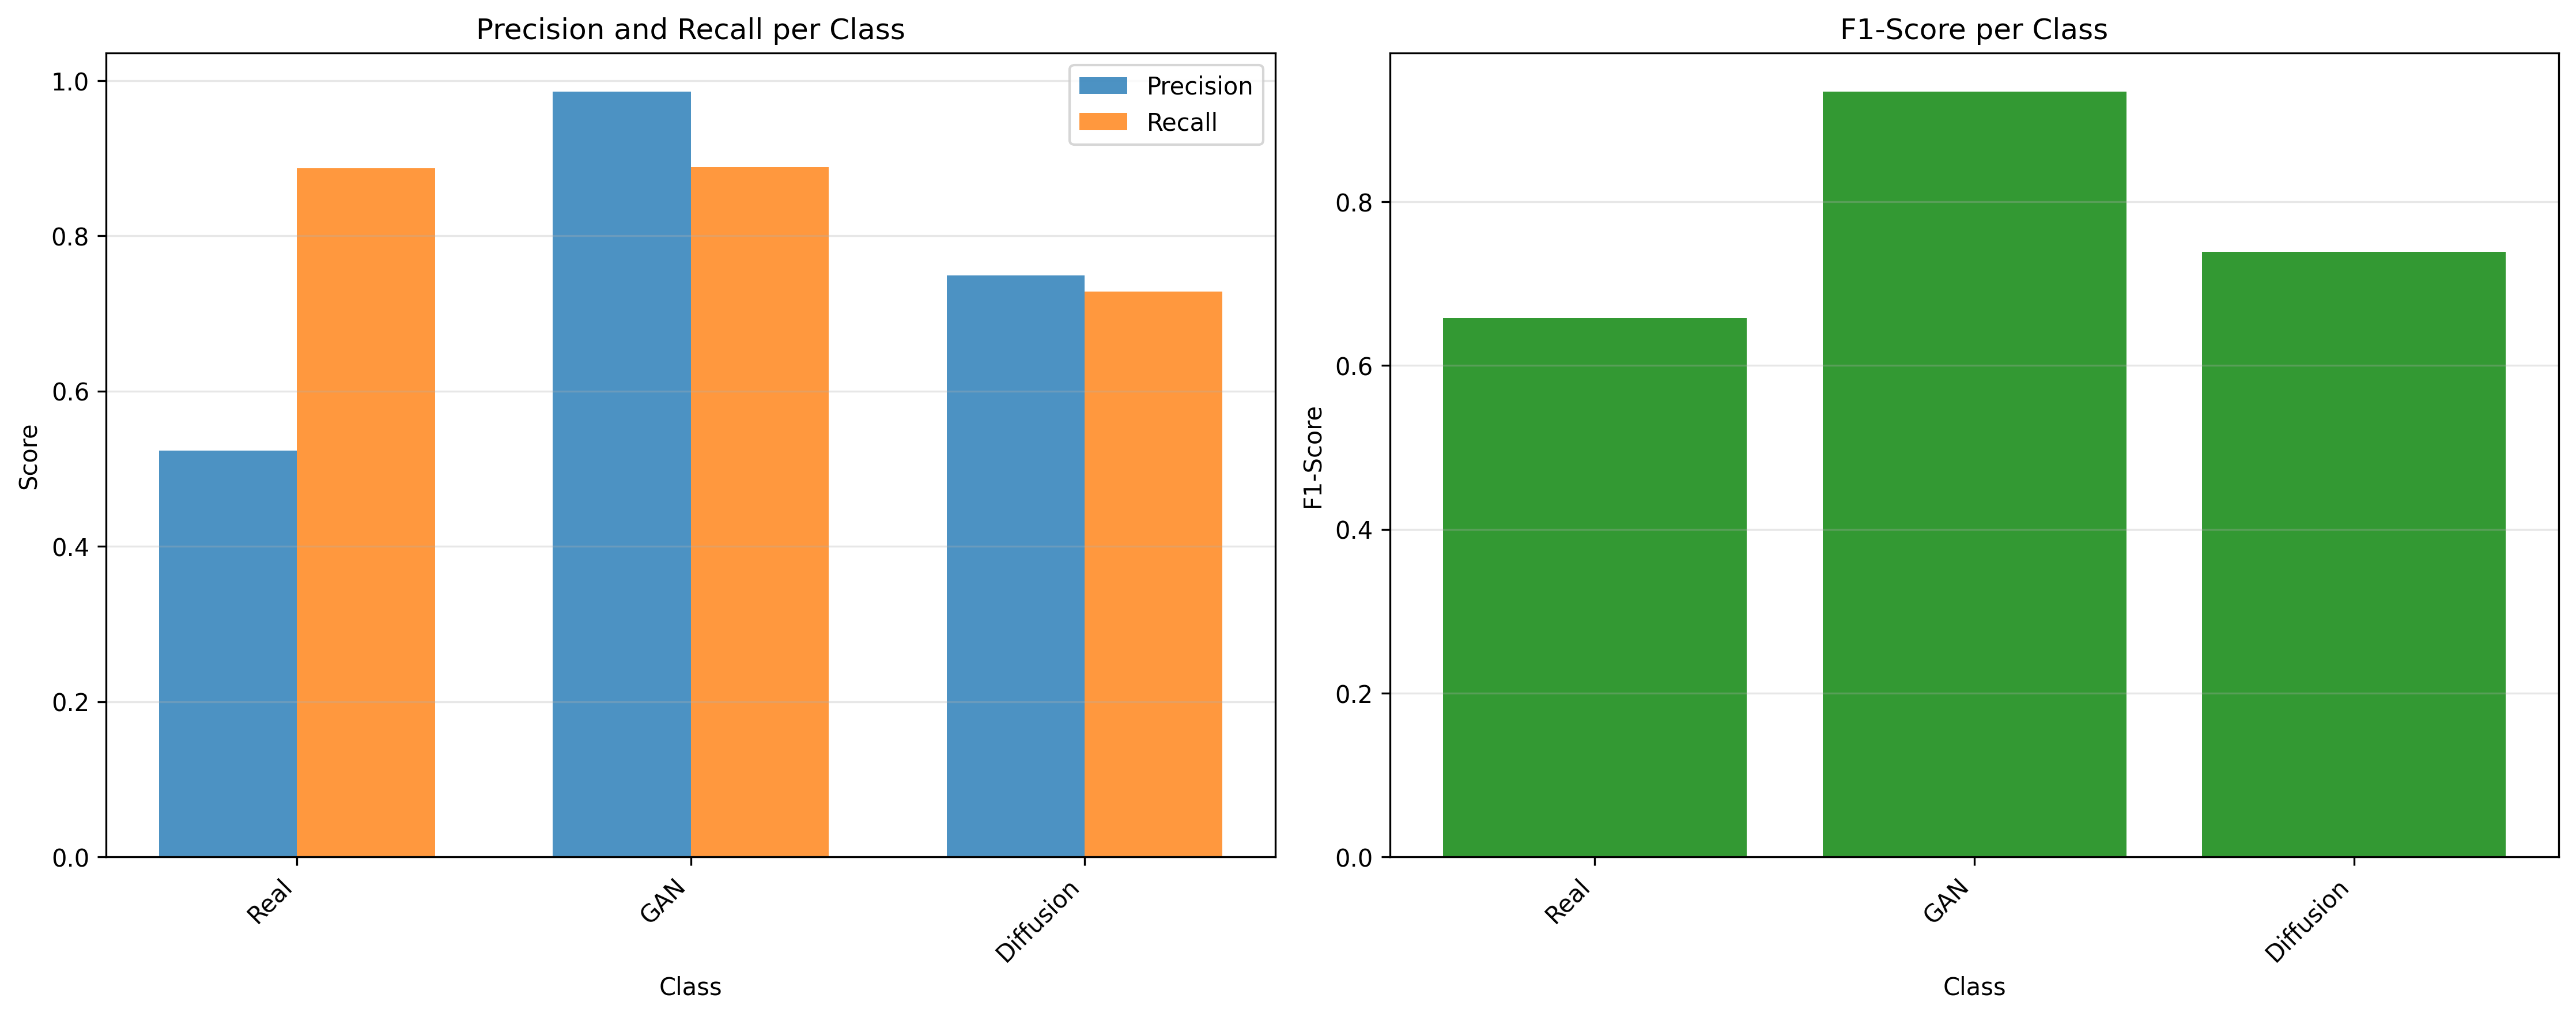 Precision and Recall per Class
Precision
Recall
1.0
0.8
0.6
0.4
0.2
0.0
Score
Real
GAN
Diffusion
Class
F1-Score per Class
0.8
0.6
0.4
0.2
0.0
F1-Score
Real
GAN
Diffusion
Class